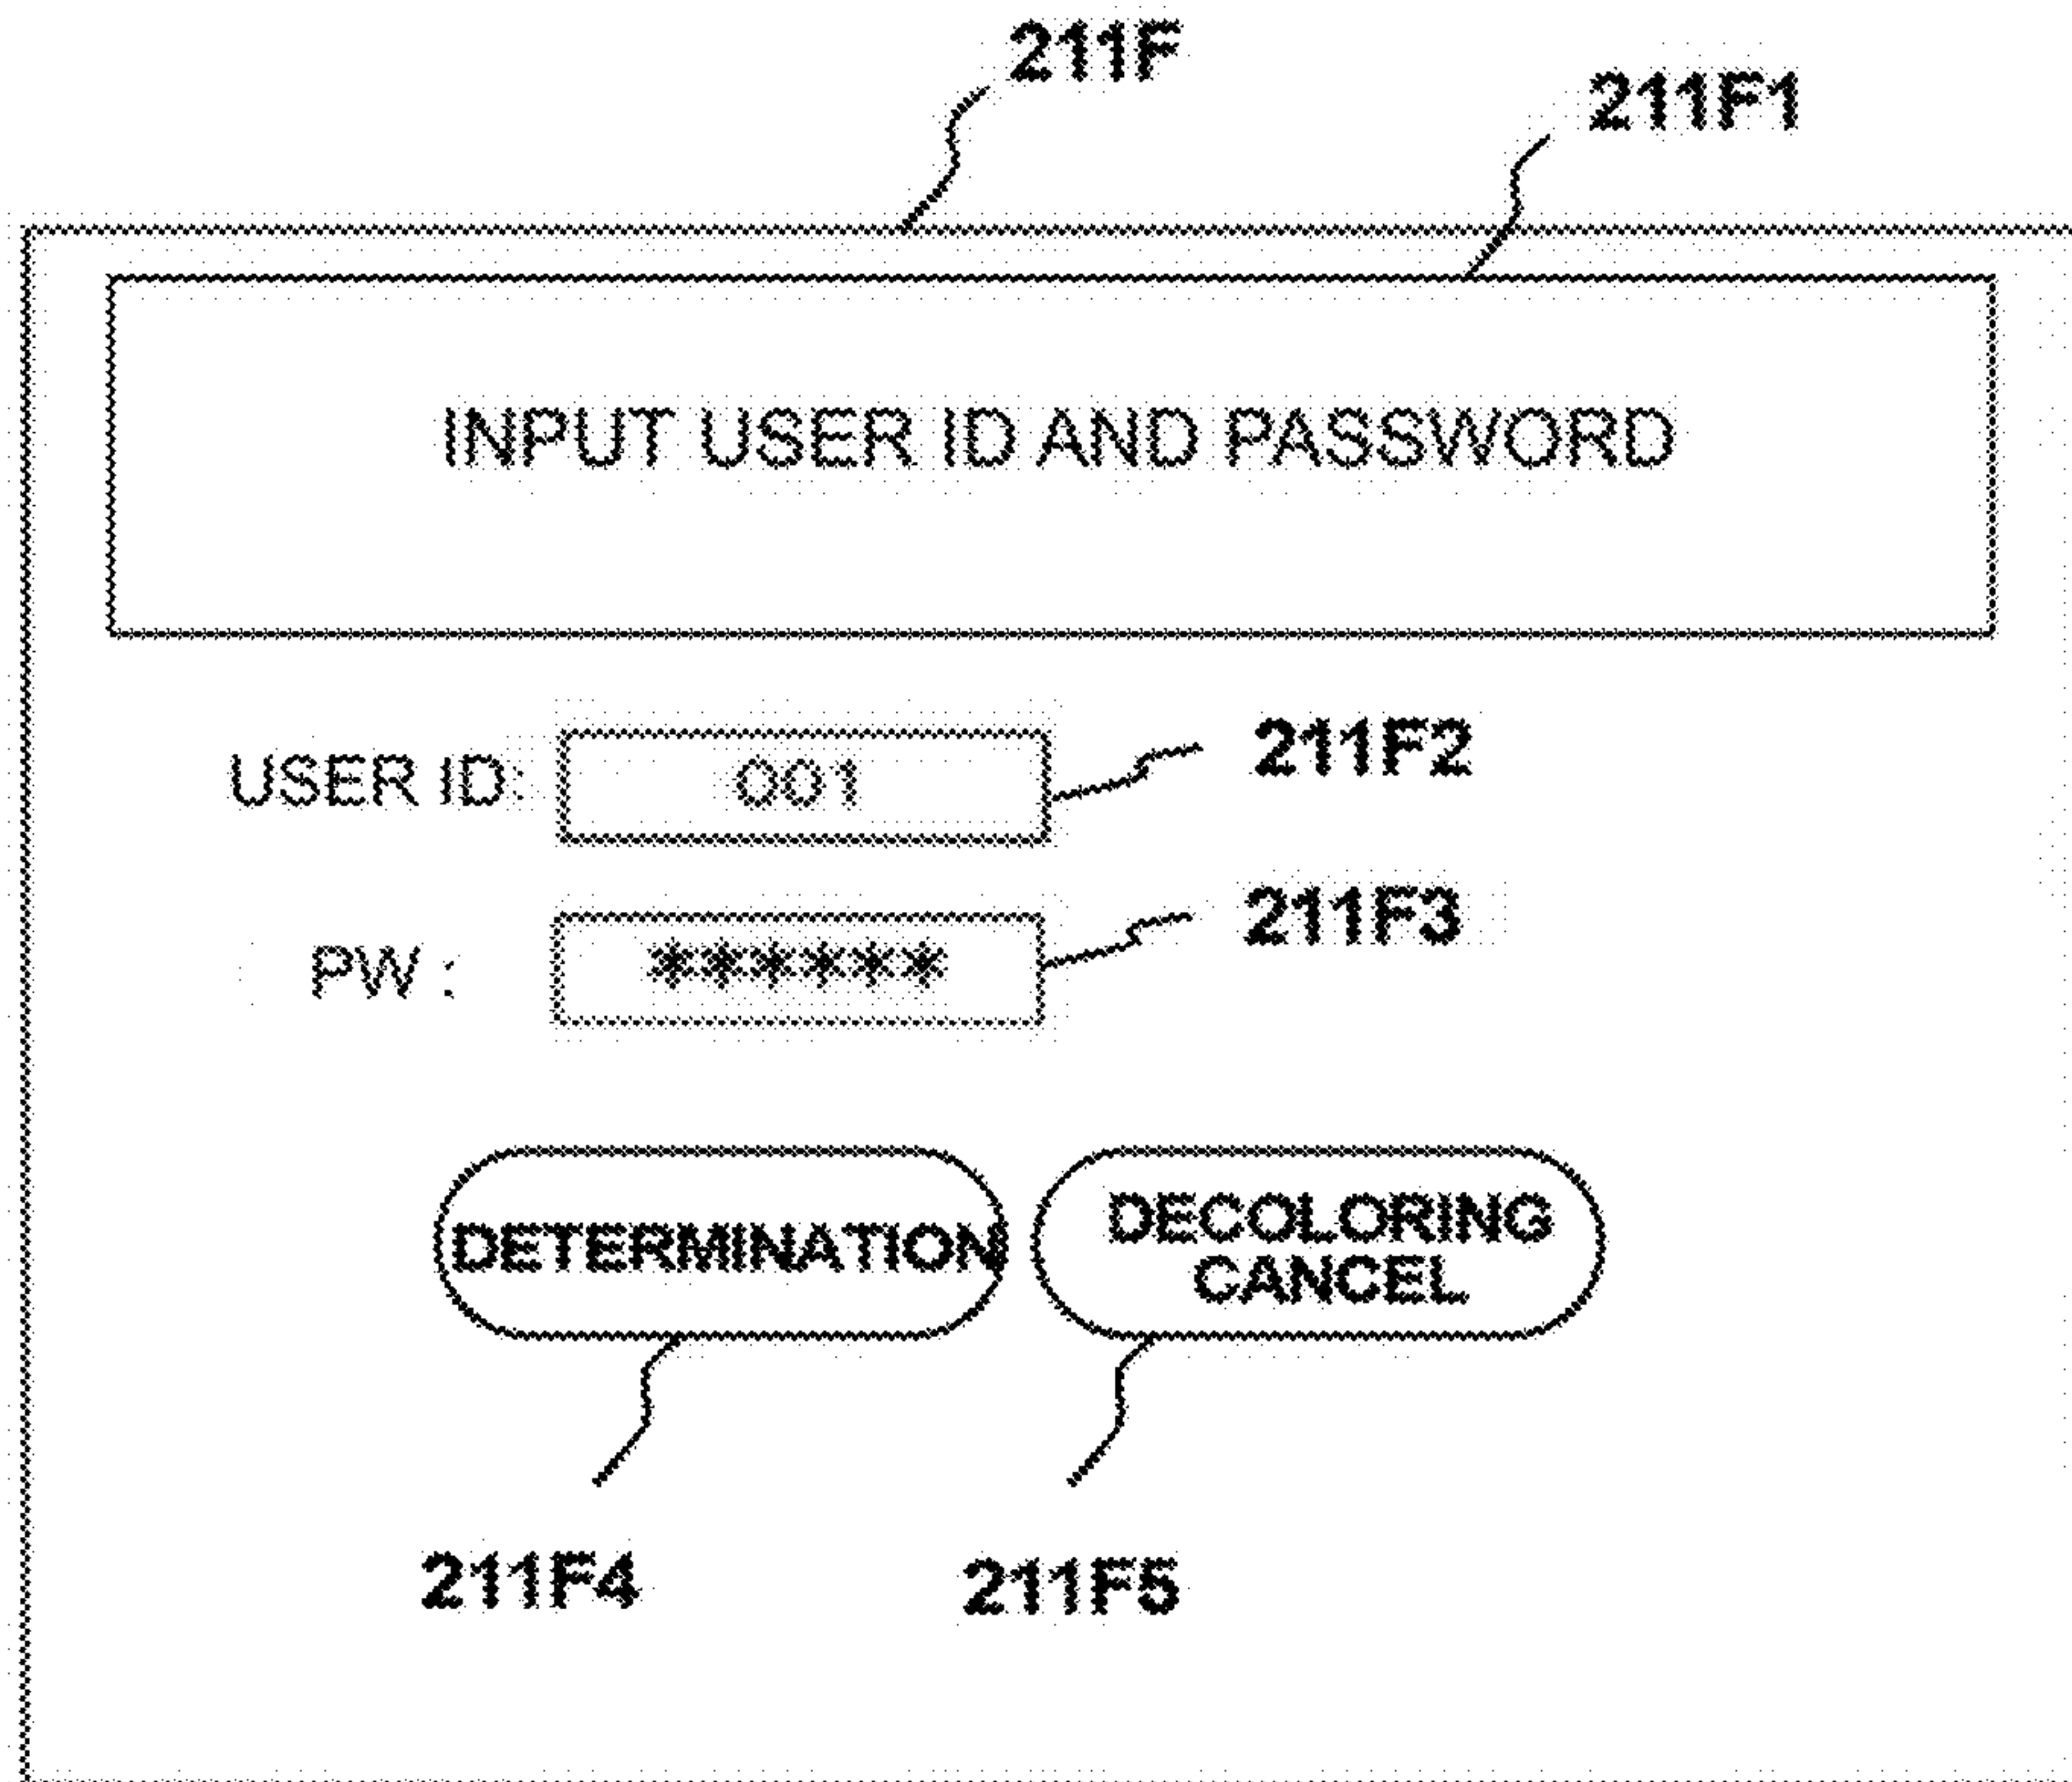 211F
211F1
INPUT USER ID AND PASSWORD
USER ID: 001 211F2
PW : ****** 211F3
DETERMINATION
DECOLORING
CANCEL
211F4 211F5